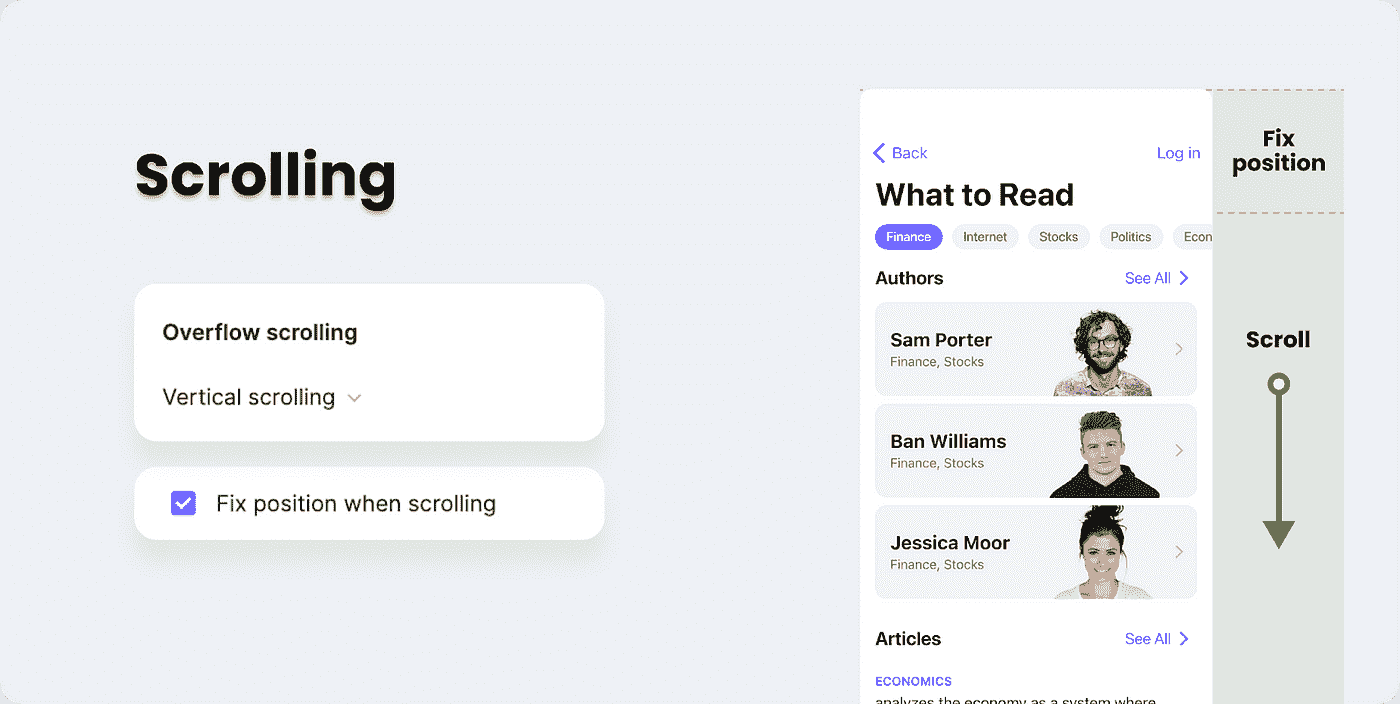 Scrolling
Overflow scrolling
Vertical scrolling
Fix position when scrolling
Back
Log in
What to Read
Finance
Internet
Stocks
Politics
Econ
Authors
See All
Sam Porter
Finance, Stocks
Ban Williams
Finance, Stocks
Jessica Moor
Finance, Stocks
Articles
See All
ECONOMICS
analyzes the economy as a system where
Fix
position
Scroll